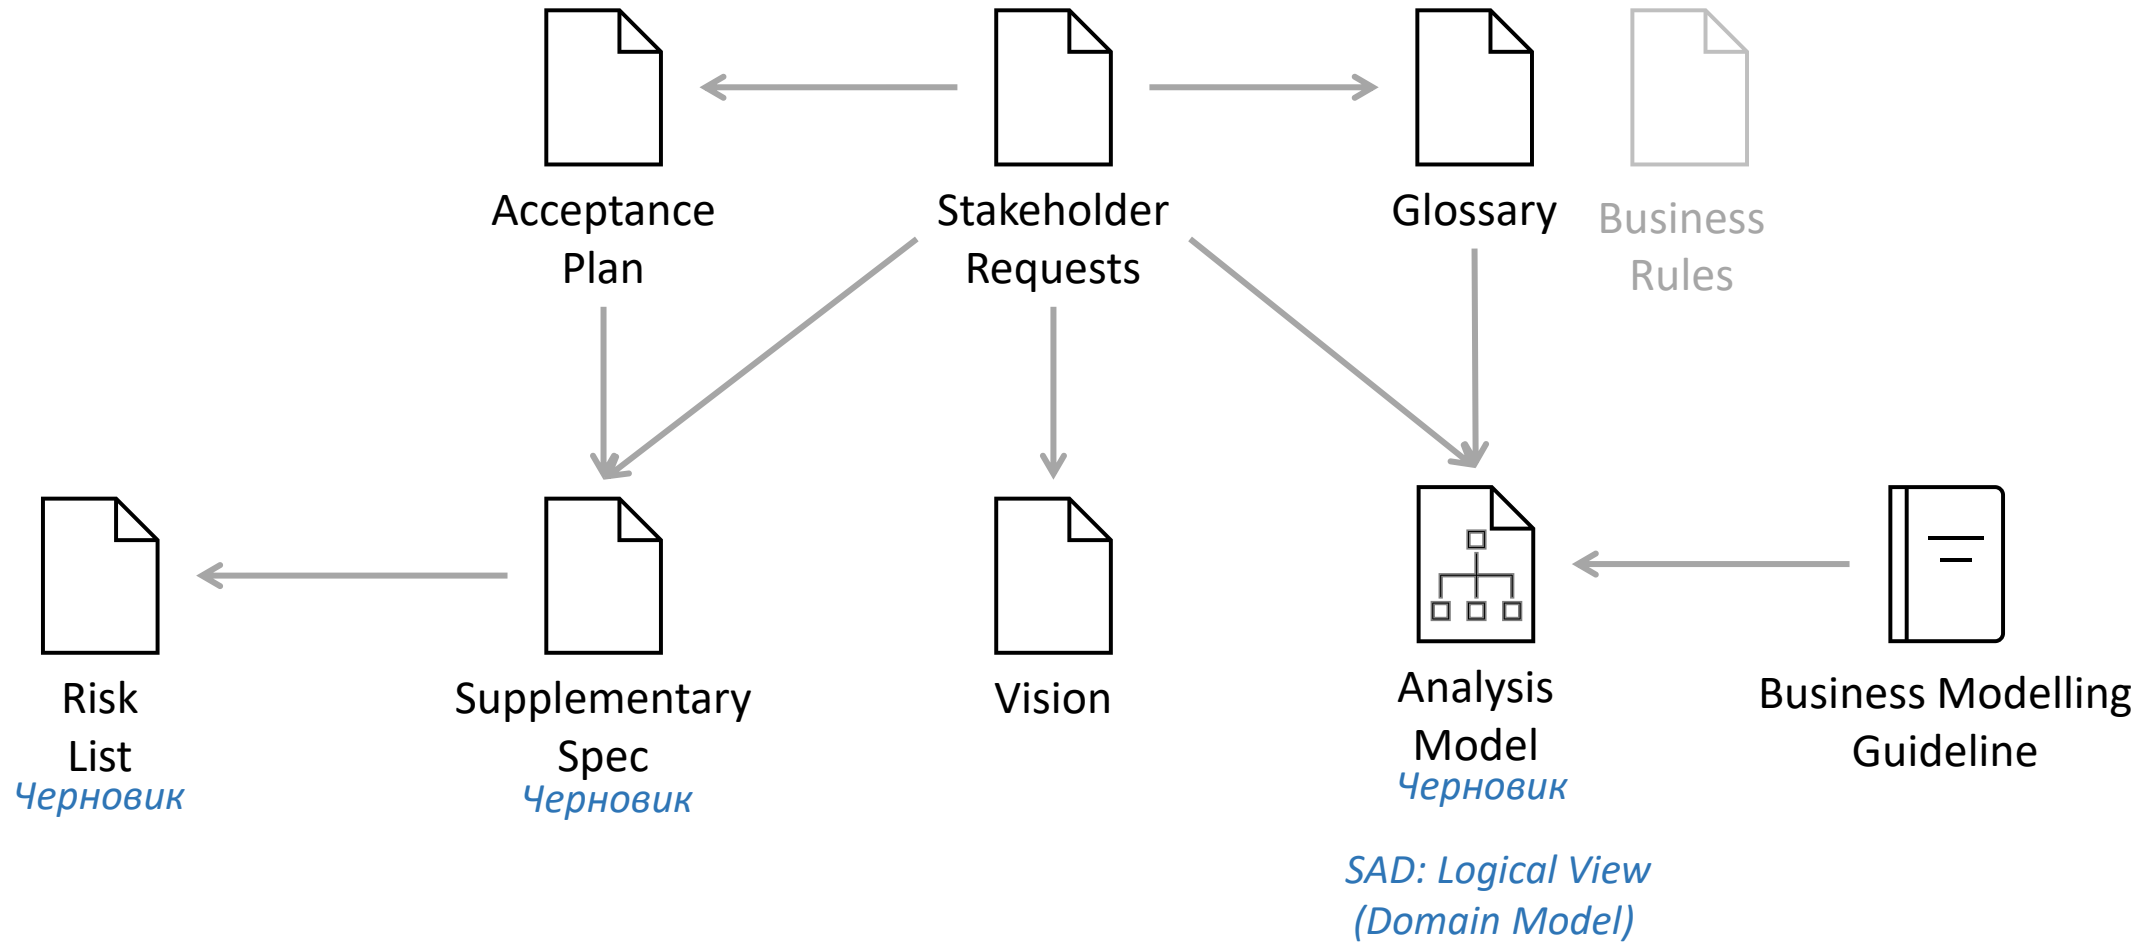 Acceptance
Plan
Stakeholder
Requests
Glossary
Business
Rules
Risk
List
Черновик
Supplementary
Spec
Черновик
Vision
Analysis
Model
Черновик
SAD: Logical View
(Domain Model)
Business Modelling
Guideline